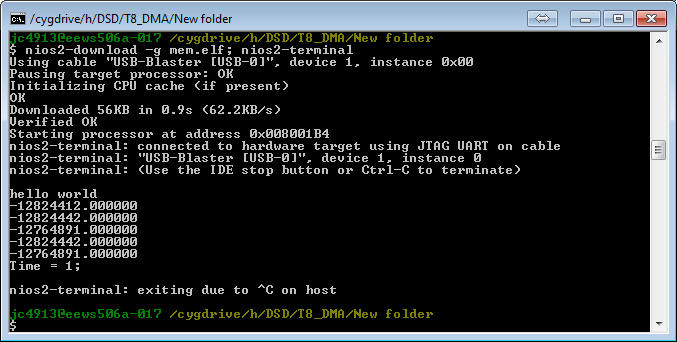 /cygdrive/h/DSD/T8_DMA/New folder
jc4913@eews506a-017 /cygdrive/h/DSD/T8_DMA/New folder
$ nios2-download -g mem.elf; nios2-terminal
Using cable "USB-Blaster [USB-0]", device 1, instance 0x00
Pausing target processor: OK
Initializing CPU cache (if present)
OK
Downloaded 56KB in 0.9s (62.2KB/s)
Verified OK
Starting processor at address 0x008001B4
nios2-terminal: connected to hardware target using JTAG UART on cable
nios2-terminal: "USB-Blaster [USB-0]", device 1, instance 0
nios2-terminal: (Use the IDE stop button or Ctrl-C to terminate)
hello world
-12824412.000000
-12824442.000000
-12764891.000000
-12824442.000000
-12764891.000000
Time = 1;
nios2-terminal: exiting due to ^C on host
jc4913@eews506a-017 /cygdrive/h/DSD/T8_DMA/New folder
$